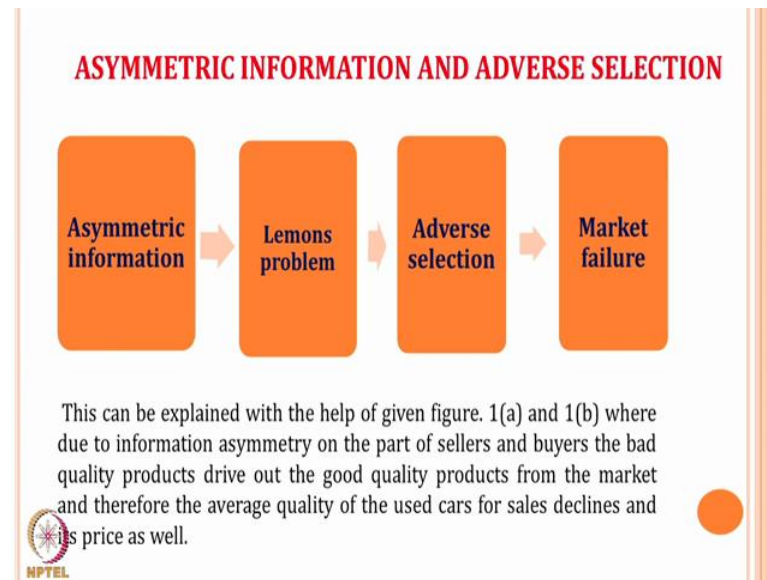 ASYMMETRIC INFORMATION AND ADVERSE SELECTION
Asymmetric
information
Lemons
problem
Adverse
selection
Market
failure
This can be explained with the help of given figure. 1(a) and 1(b) where
due to information asymmetry on the part of sellers and buyers the bad
quality products drive out the good quality products from the market
and therefore the average quality of the used cars for sales declines and
its price as well.
NPTEL